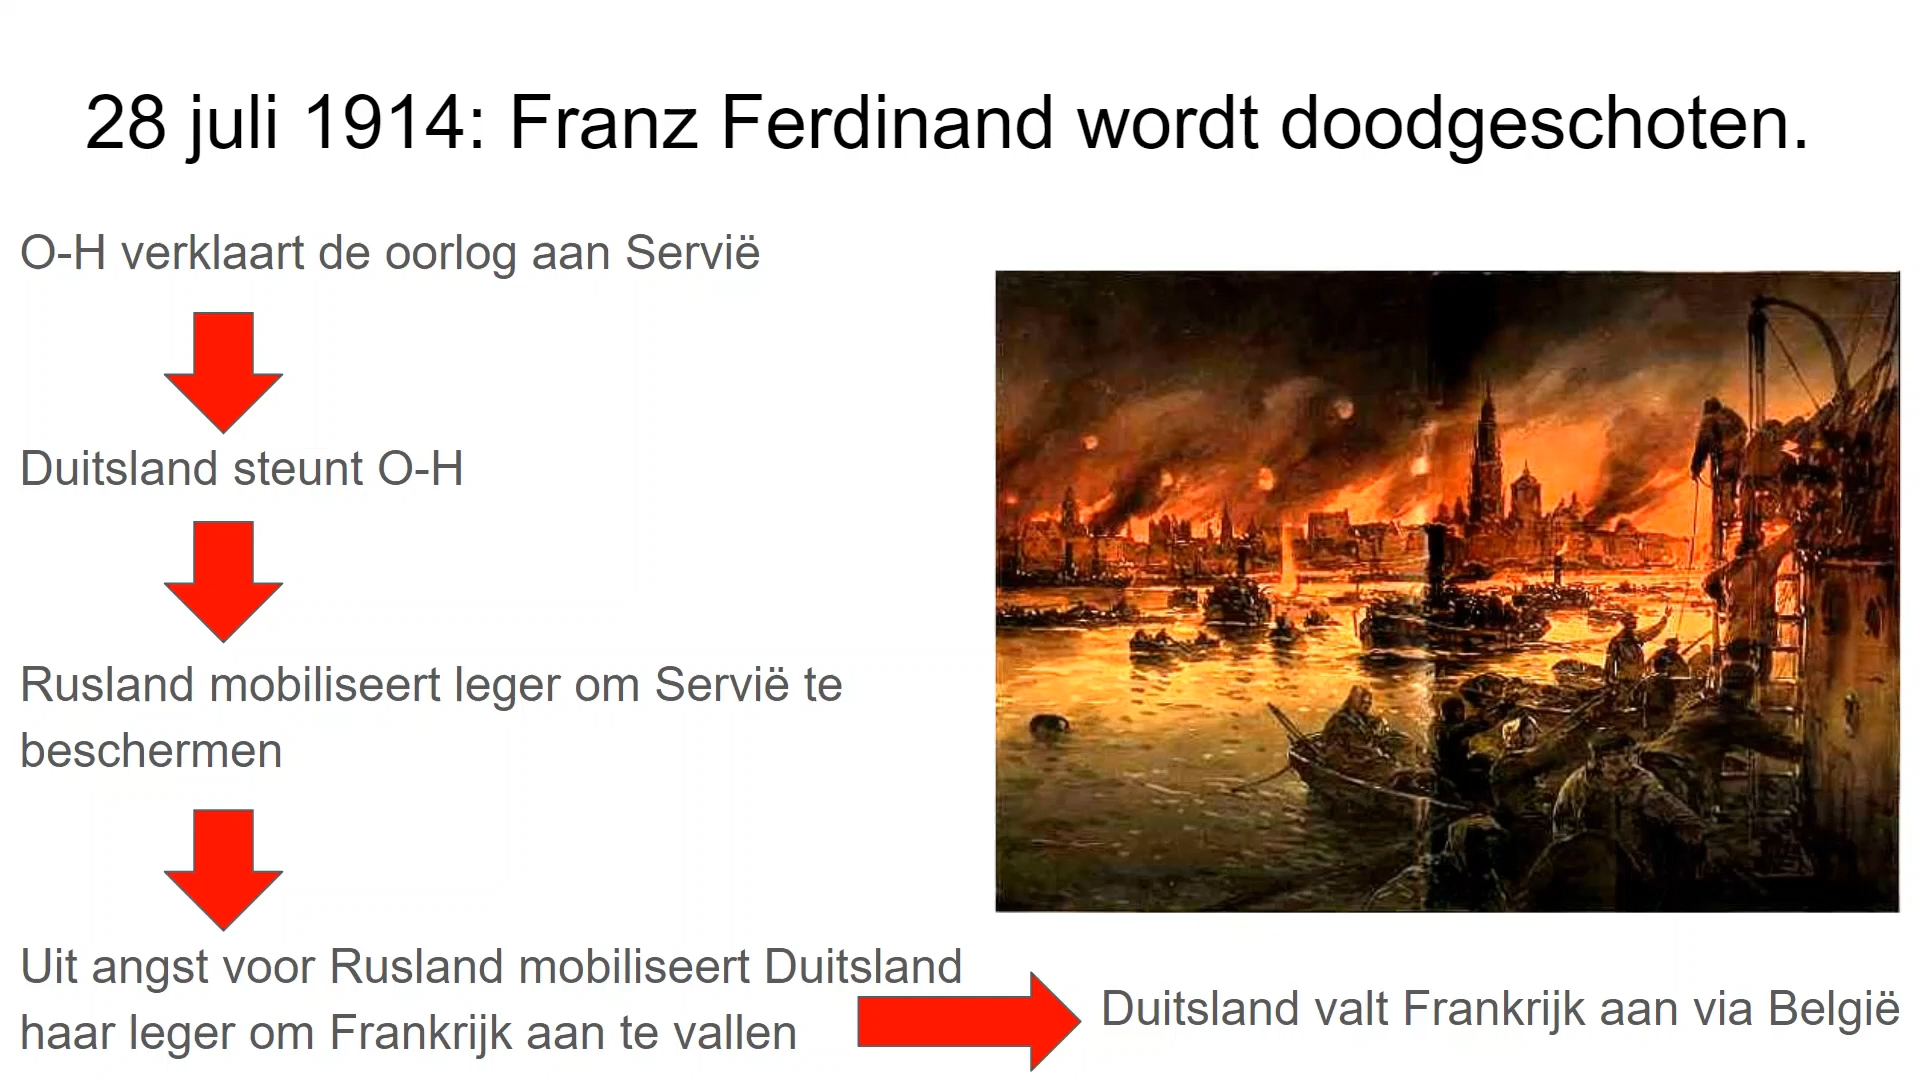 28 juli 1914: Franz Ferdinand wordt doodgeschoten.
O-H verklaart de oorlog aan Servië
Duitsland steunt O-H
Rusland mobiliseert leger om Servië te
beschermen
Uit angst voor Rusland mobiliseert Duitsland
haar leger om Frankrijk aan te vallen
Duitsland valt Frankrijk aan via België